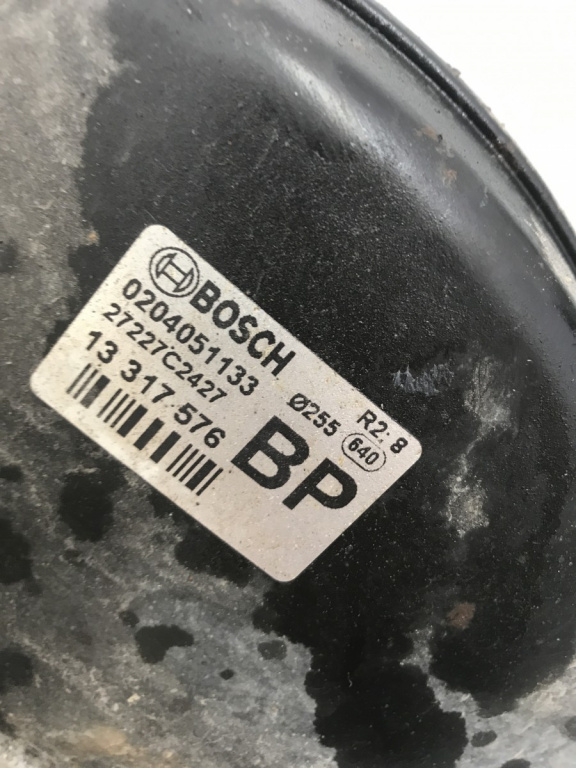 BOSCH
0204051133
27227C2427 Ø255 R2; 8
13 317 576 BP 640